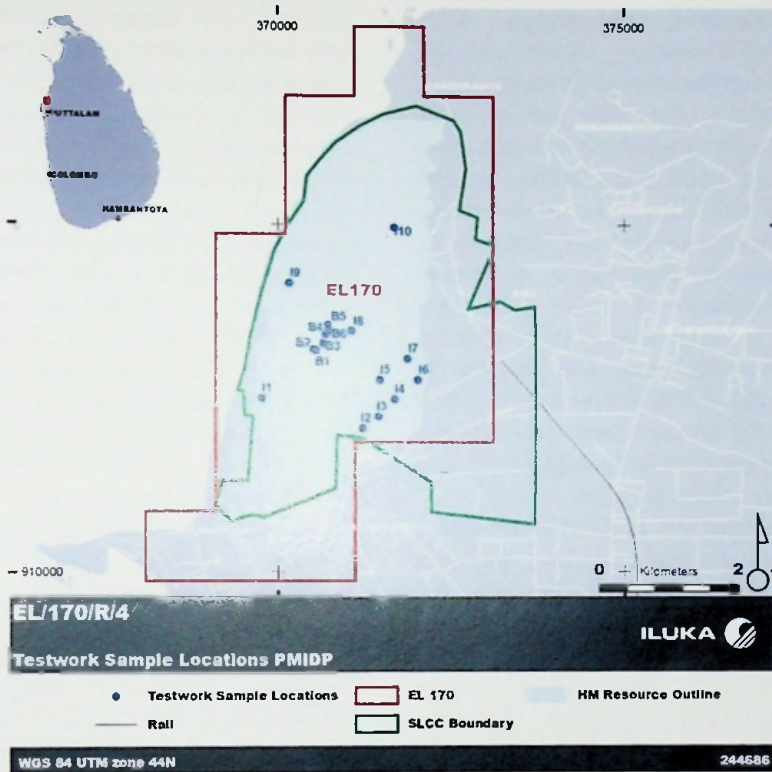 370000 375000
PUTTALAM
COLOMBO
HAMBANTOTA
I10
I9
EL170
B5
B4 I8
B6
B2 B3
B1
I7
I5 I6
I1
I4
I3
I2
910000
0 Kilometers 2
EL/170/R/4
ILUKA
Testwork Sample Locations PMIDP
Testwork Sample Locations EL 170 HM Resource Outline
Rail SLCC Boundary
WGS 84 UTM zone 44N 244686